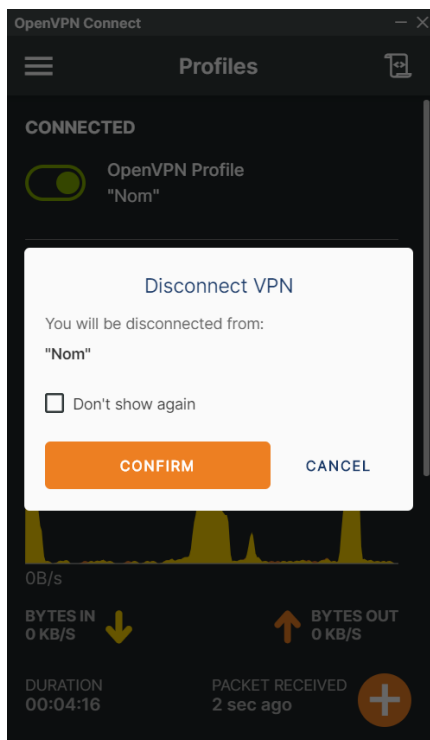 OpenVPN Connect
Profiles
CONNECTED
OpenVPN Profile
"Nom"
Disconnect VPN
You will be disconnected from:
"Nom"
Don't show again
CONFIRM
CANCEL
0B/s
BYTES IN
0 KB/S
BYTES OUT
0 KB/S
DURATION
00:04:16
PACKET RECEIVED
2 sec ago